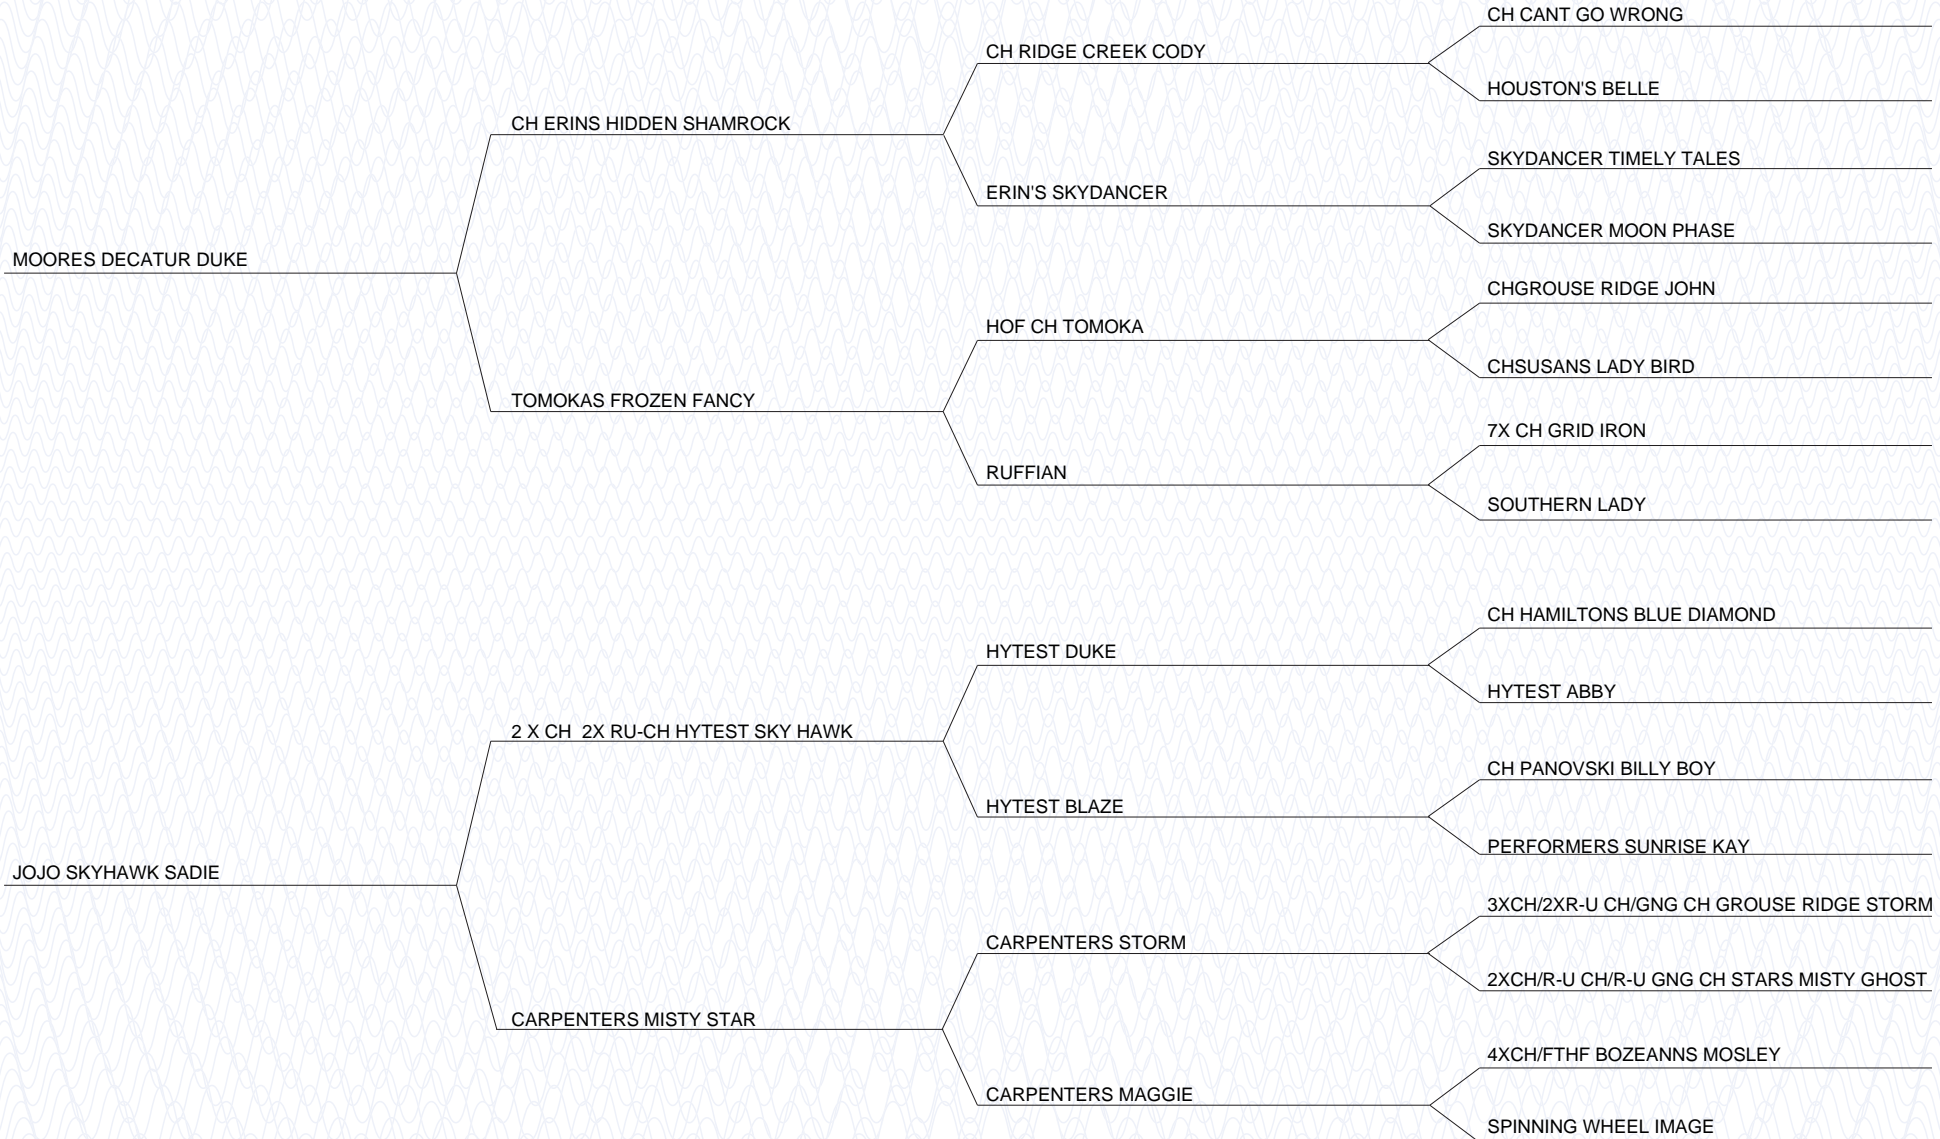 CH CANT GO WRONG
CH RIDGE CREEK CODY
HOUSTON'S BELLE
CH ERINS HIDDEN SHAMROCK
SKYDANCER TIMELY TALES
ERIN'S SKYDANCER
SKYDANCER MOON PHASE
MOORES DECATUR DUKE
CHGROUSE RIDGE JOHN
HOF CH TOMOKA
CHSUSANS LADY BIRD
TOMOKAS FROZEN FANCY
7X CH GRID IRON
RUFFIAN
SOUTHERN LADY
CH HAMILTONS BLUE DIAMOND
HYTEST DUKE
HYTEST ABBY
2 X CH  2X RU-CH HYTEST SKY HAWK
CH PANOVSKI BILLY BOY
HYTEST BLAZE
PERFORMERS SUNRISE KAY
JOJO SKYHAWK SADIE
3XCH/2XR-U CH/GNG CH GROUSE RIDGE STORM
CARPENTERS STORM
2XCH/R-U CH/R-U GNG CH STARS MISTY GHOST
CARPENTERS MISTY STAR
4XCH/FTHF BOZEANNS MOSLEY
CARPENTERS MAGGIE
SPINNING WHEEL IMAGE